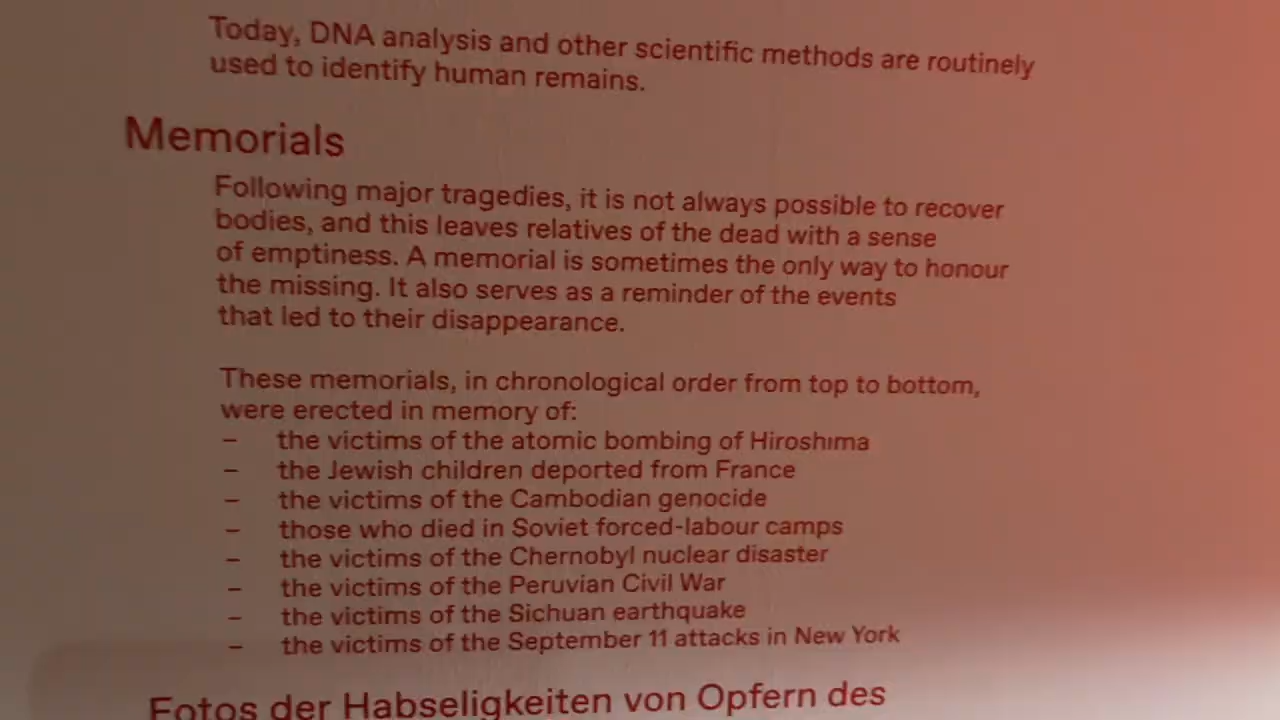 Today, DNA analysis and other scientific methods are routinely
used to identify human remains.
Memorials
Following major tragedies, it is not always possible to recover
bodies, and this leaves relatives of the dead with a sense
of emptiness. A memorial is sometimes the only way to honour
the missing. It also serves as a reminder of the events
that led to their disappearance.
These memorials, in chronological order from top to bottom,
were erected in memory of:
– the victims of the atomic bombing of Hiroshima
– the Jewish children deported from France
– the victims of the Cambodian genocide
– those who died in Soviet forced-labour camps
– the victims of the Chernobyl nuclear disaster
– the victims of the Peruvian Civil War
– the victims of the Sichuan earthquake
– the victims of the September 11 attacks in New York
Fotos der Habseligkeiten von Opfern des